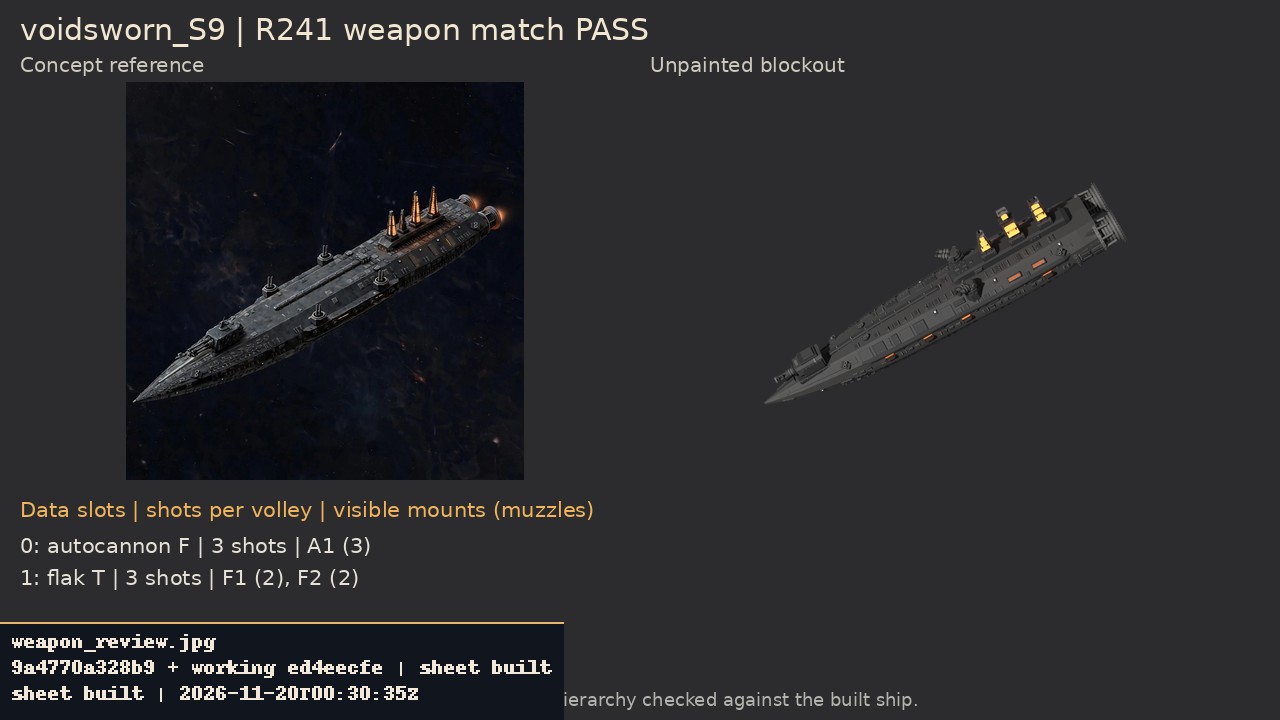 voidsworn_S9 | R241 weapon match PASS
Concept reference
Unpainted blockout
Data slots | shots per volley | visible mounts (muzzles)
0: autocannon F | 3 shots | A1 (3)
1: flak T | 3 shots | F1 (2), F2 (2)
weapon_review.jpg
9a4770a328b9 + working ed4eecfe | sheet built
sheet built | 2026-11-20T00:30:35Z
checked against the built ship.